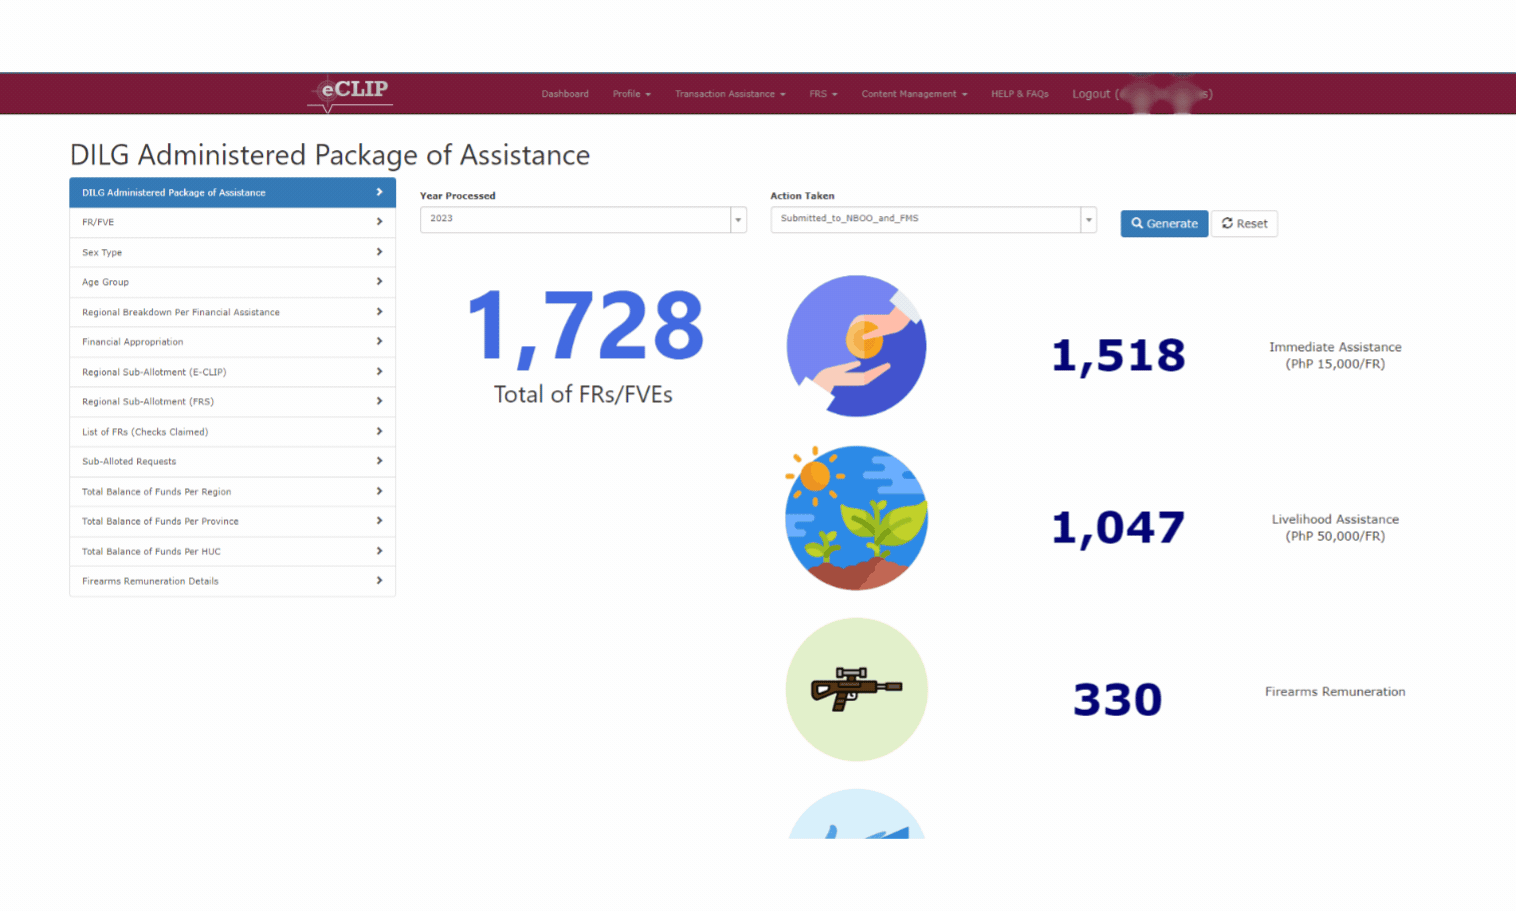 eCLIP
Dashboard Profile Transaction Assistance FRS Content Management HELP & FAQs Logout (
DILG Administered Package of Assistance
DILG Administered Package of Assistance
FR/FVE
Sex Type
Age Group
Regional Breakdown Per Financial Assistance
Financial Appropriation
Regional Sub-Allotment (E-CLIP)
Regional Sub-Allotment (FRS)
List of FRs (Checks Claimed)
Sub-Alloted Requests
Total Balance of Funds Per Region
Total Balance of Funds Per Province
Total Balance of Funds Per HUC
Firearms Remuneration Details
Year Processed
2023
Action Taken
Submitted_to_NBOO_and_FMS
Generate
Reset
1,728
Total of FRs/FVEs
1,518
Immediate Assistance
(PhP 15,000/FR)
1,047
Livelihood Assistance
(PhP 50,000/FR)
330
Firearms Remuneration